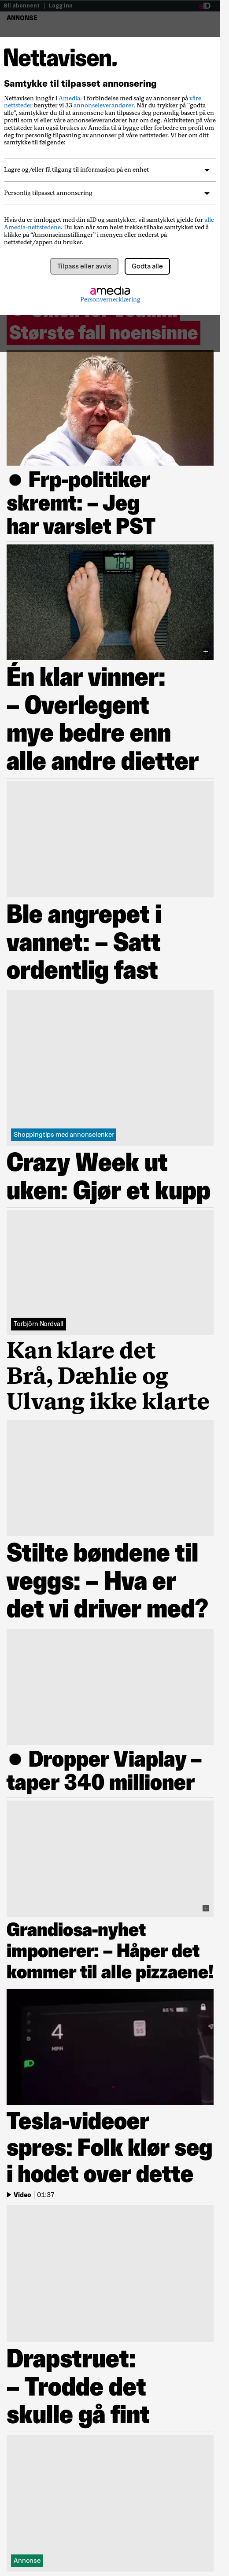 Bli abonnent | Logg inn
ANNONSE
Nettavisen.
Samtykke til tilpasset annonsering
Nettavisen inngår i Amedia. I forbindelse med salg av annonser på våre
nettsteder benytter vi 33 annonseleverandører. Når du trykker på "godta
alle", samtykker du til at annonsene kan tilpasses deg personlig basert på en
profil som vi eller våre annonseleverandører har om deg. Aktiviteten din på våre
nettsteder kan også brukes av Amedia til å bygge eller forbedre en profil om
deg for personlig tilpasning av annonser på våre nettsteder. Vi ber om ditt
samtykke til følgende:
Lagre og/eller få tilgang til informasjon på en enhet
Personlig tilpasset annonsering
Hvis du er innlogget med din aID og samtykker, vil samtykket gjelde for alle
Amedia-nettstedene. Du kan når som helst trekke tilbake samtykket ved å
klikke på “Annonseinnstillinger” i menyen eller nederst på
nettstedet/appen du bruker.
Tilpass eller avvis
Godta alle
amedia
Personvernerklæring
Største fall noensinne
● Frp-politiker
skremt: – Jeg
har varslet PST
76.6
Én klar vinner:
– Overlegent
mye bedre enn
alle andre dietter
Ble angrepet i
vannet: – Satt
ordentlig fast
Shoppingtips med annonselenker
Crazy Week ut
uken: Gjør et kupp
Torbjörn Nordvall
Kan klare det
Brå, Dæhlie og
Ulvang ikke klarte
Stilte bøndene til
veggs: – Hva er
det vi driver med?
● Dropper Viaplay –
taper 340 millioner
Grandiosa-nyhet
imponerer: – Håper det
kommer til alle pizzaene!
4
MPH
55
Tesla-videoer
spres: Folk klør seg
i hodet over dette
Video | 01:37
Drapstruet:
– Trodde det
skulle gå fint
Annonse